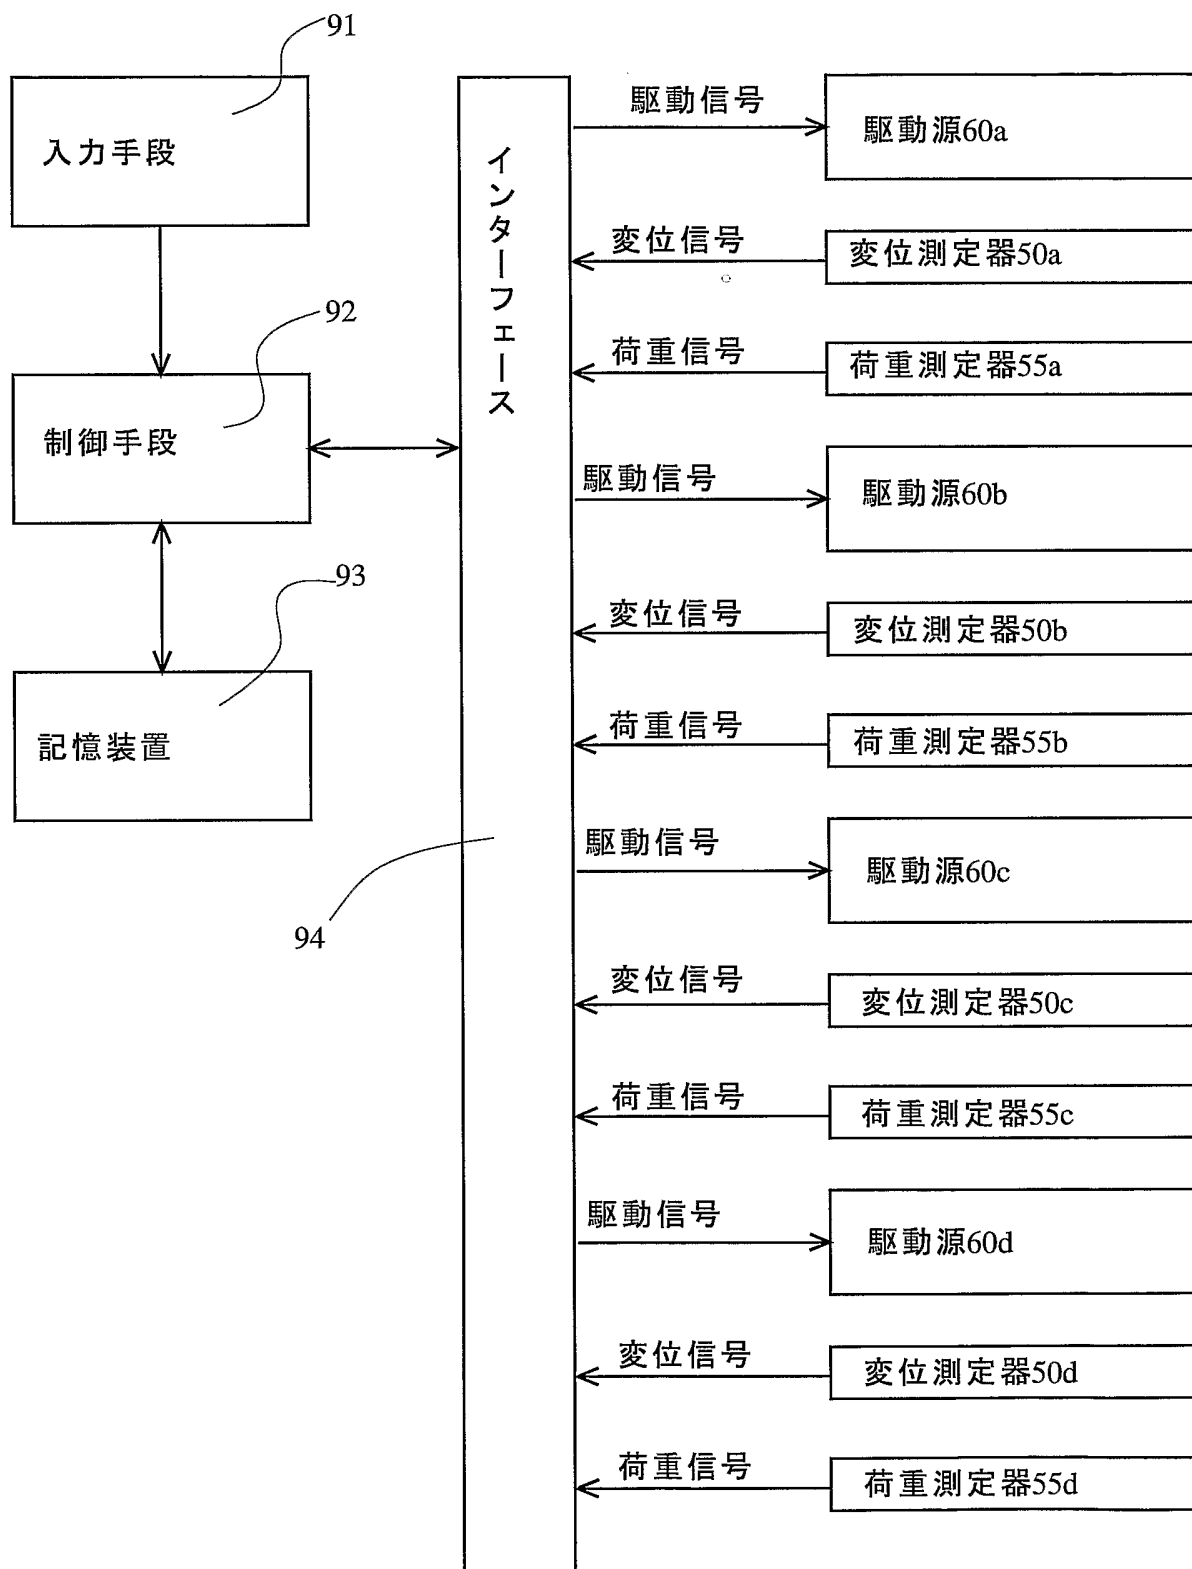 91
入力手段
92
制御手段
93
記憶装置
インターフェース
94
駆動信号
駆動源60a
変位信号
変位測定器50a
荷重信号
荷重測定器55a
駆動信号
駆動源60b
変位信号
変位測定器50b
荷重信号
荷重測定器55b
駆動信号
駆動源60c
変位信号
変位測定器50c
荷重信号
荷重測定器55c
駆動信号
駆動源60d
変位信号
変位測定器50d
荷重信号
荷重測定器55d